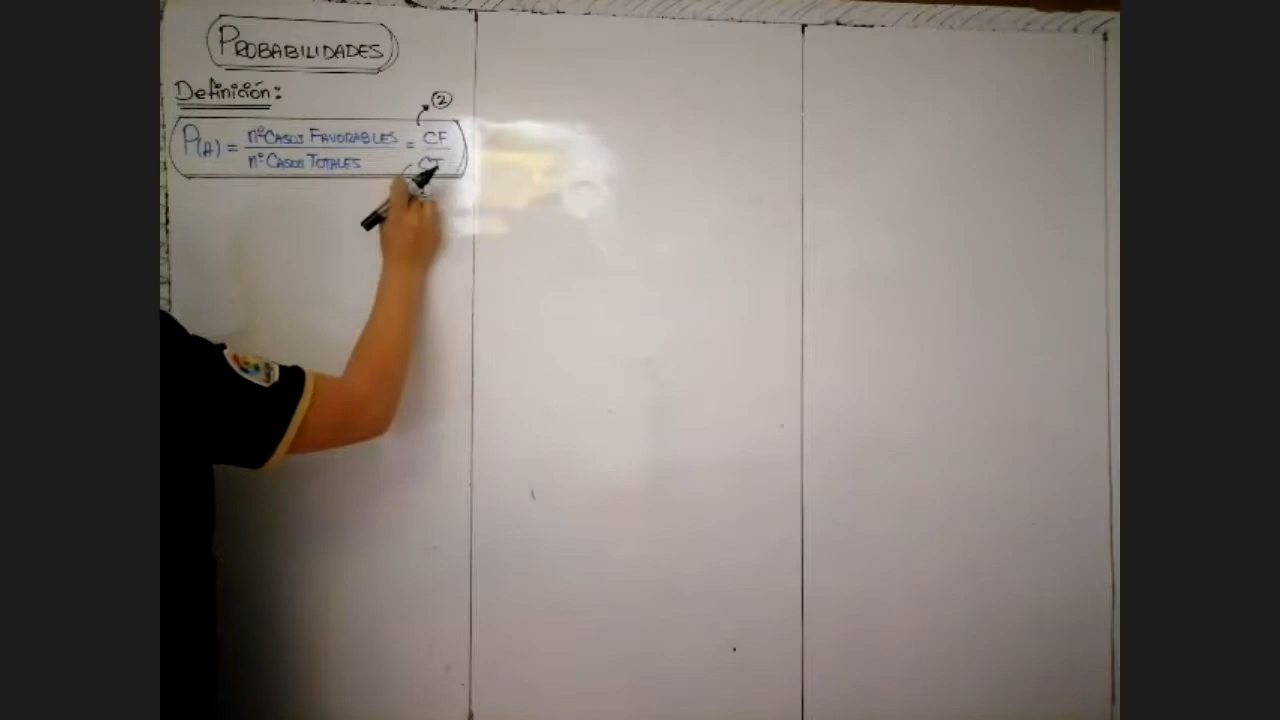 PROBABILIDADES
Definición:
②
P(A) = nº CASOS FAVORABLES / nº CASOS TOTALES = CF / CT